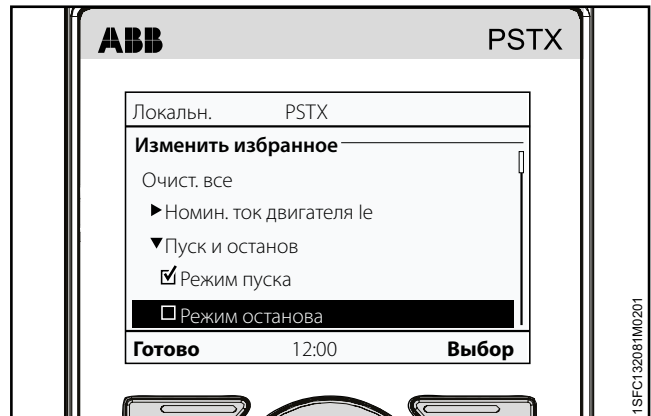 ABB PSTX
Локальн. PSTX
Изменить избранное
Очист. все
▶Номин. ток двигателя Ie
▼Пуск и останов
☑Режим пуска
☐Режим останова
Готово 12:00 Выбор
1SFC132081M0201